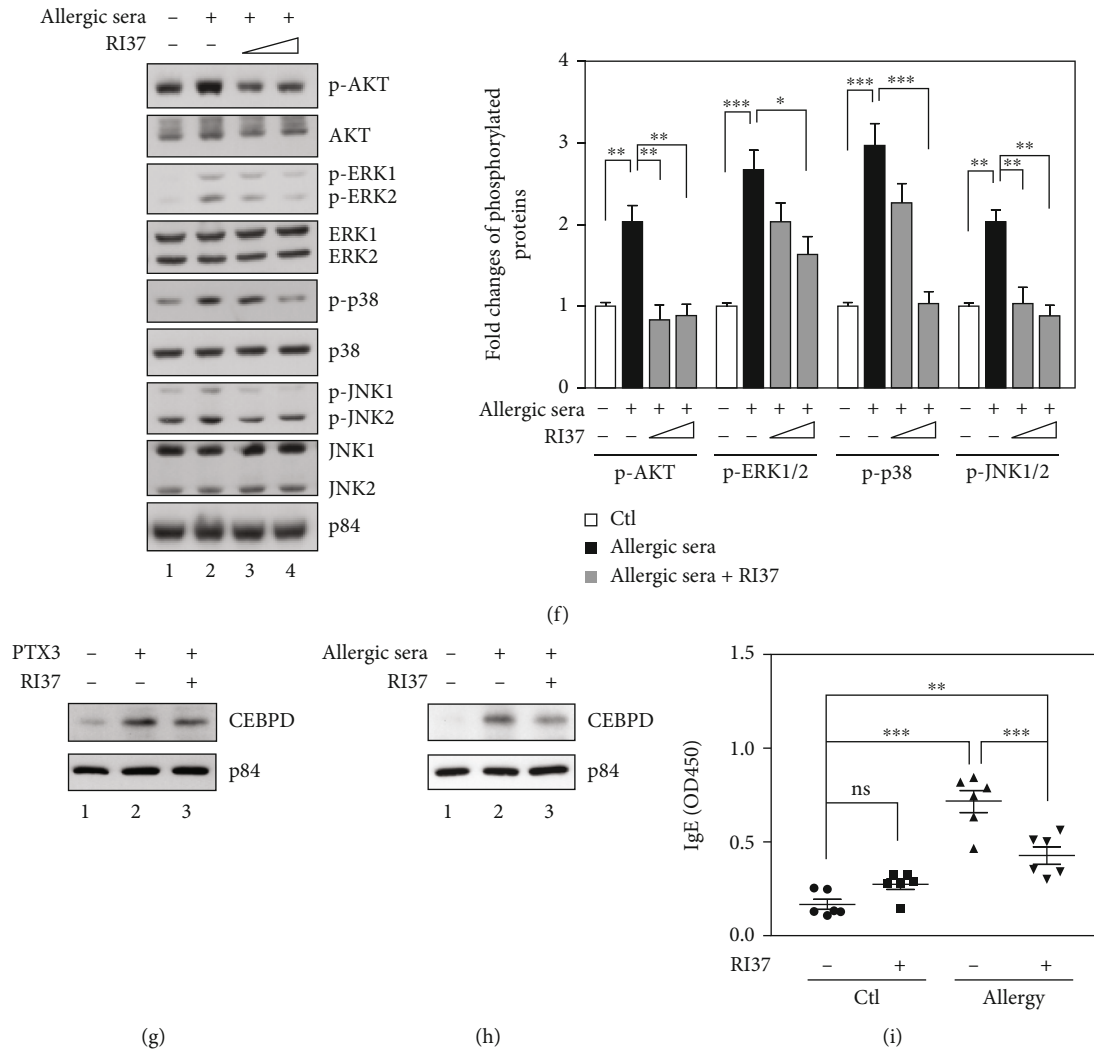 Allergic sera – + + +
RI37 – –
p-AKT
AKT
p-ERK1
p-ERK2
ERK1
ERK2
p-p38
p38
p-JNK1
p-JNK2
JNK1
JNK2
p84
1 2 3 4
Fold changes of phosphorylated
proteins
4
3
2
1
0
** ** **
*** *
*** ***
** ** **
Allergic sera – + + + – + + + – + + + – + + +
RI37 – – – – – – – –
p-AKT p-ERK1/2 p-p38 p-JNK1/2
Ctl
Allergic sera
Allergic sera + RI37
(f)
PTX3 – + +
RI37 – – +
CEBPD
p84
1 2 3
(g)
Allergic sera – + +
RI37 – – +
CEBPD
p84
1 2 3
(h)
IgE (OD450)
1.5
1.0
0.5
0.0
**
*** ***
ns
RI37 – + – +
Ctl Allergy
(i)